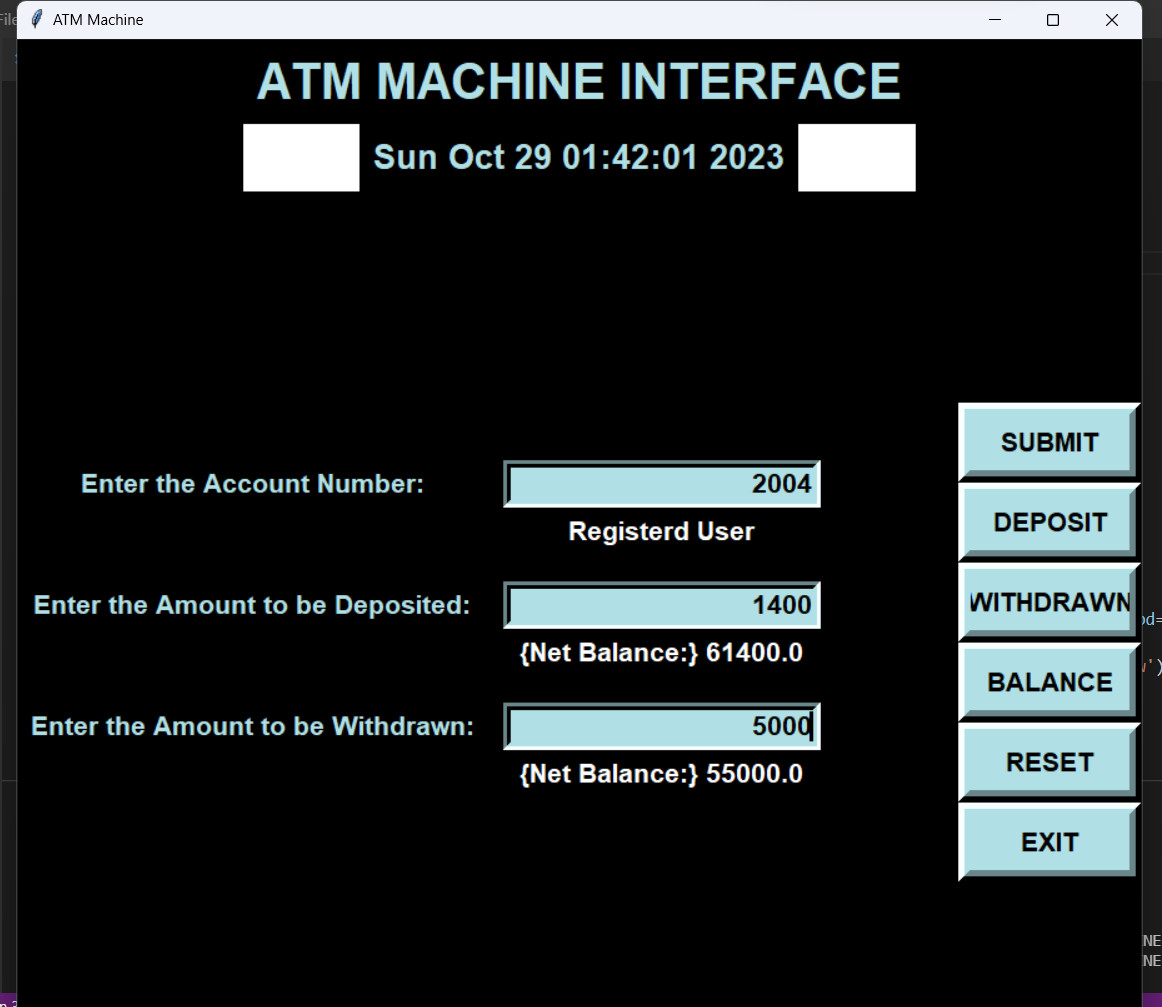 File
ATM Machine
ATM MACHINE INTERFACE
Sun Oct 29 01:42:01 2023
SUBMIT
Enter the Account Number: 2004
DEPOSIT
Registerd User
Enter the Amount to be Deposited: 1400
WITHDRAWN
{Net Balance:} 61400.0
BALANCE
Enter the Amount to be Withdrawn: 5000
RESET
{Net Balance:} 55000.0
EXIT